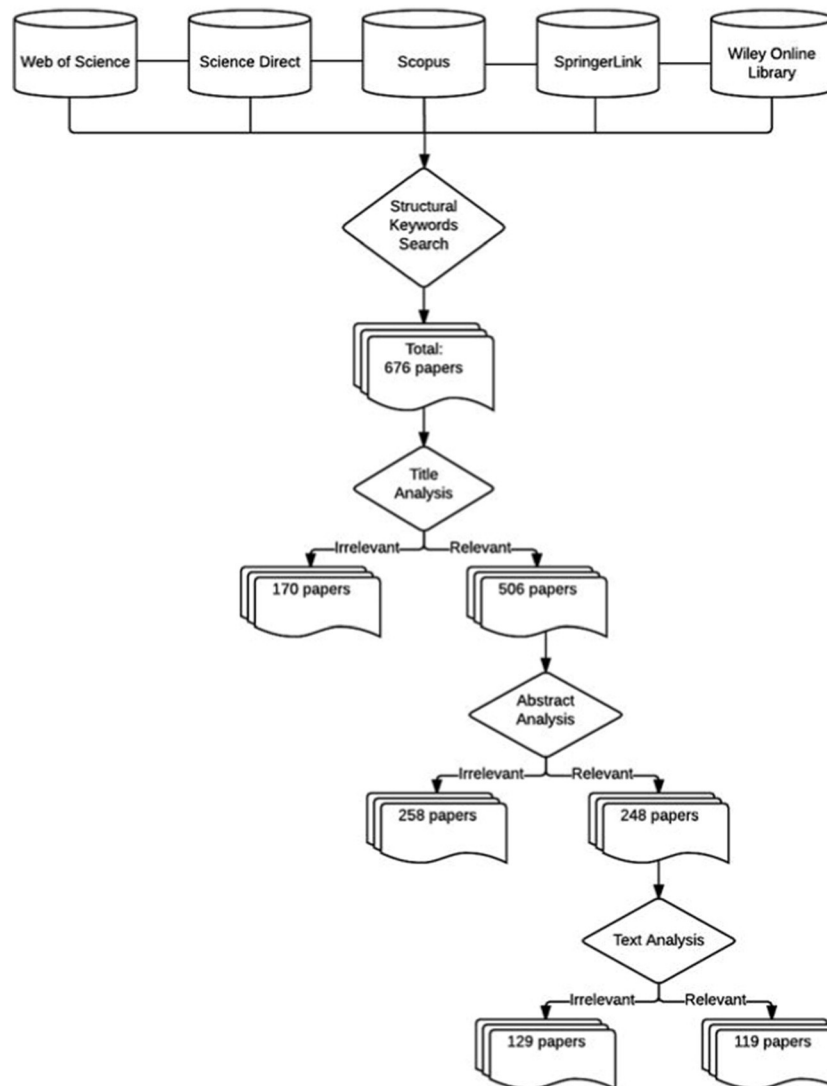 Web of Science
Science Direct
Scopus
SpringerLink
Wiley Online
Library
Structural
Keywords
Search
Total:
676 papers
Title
Analysis
Irrelevant
Relevant
170 papers
506 papers
Abstract
Analysis
Irrelevant
Relevant
258 papers
248 papers
Text Analysis
Irrelevant
Relevant
129 papers
119 papers